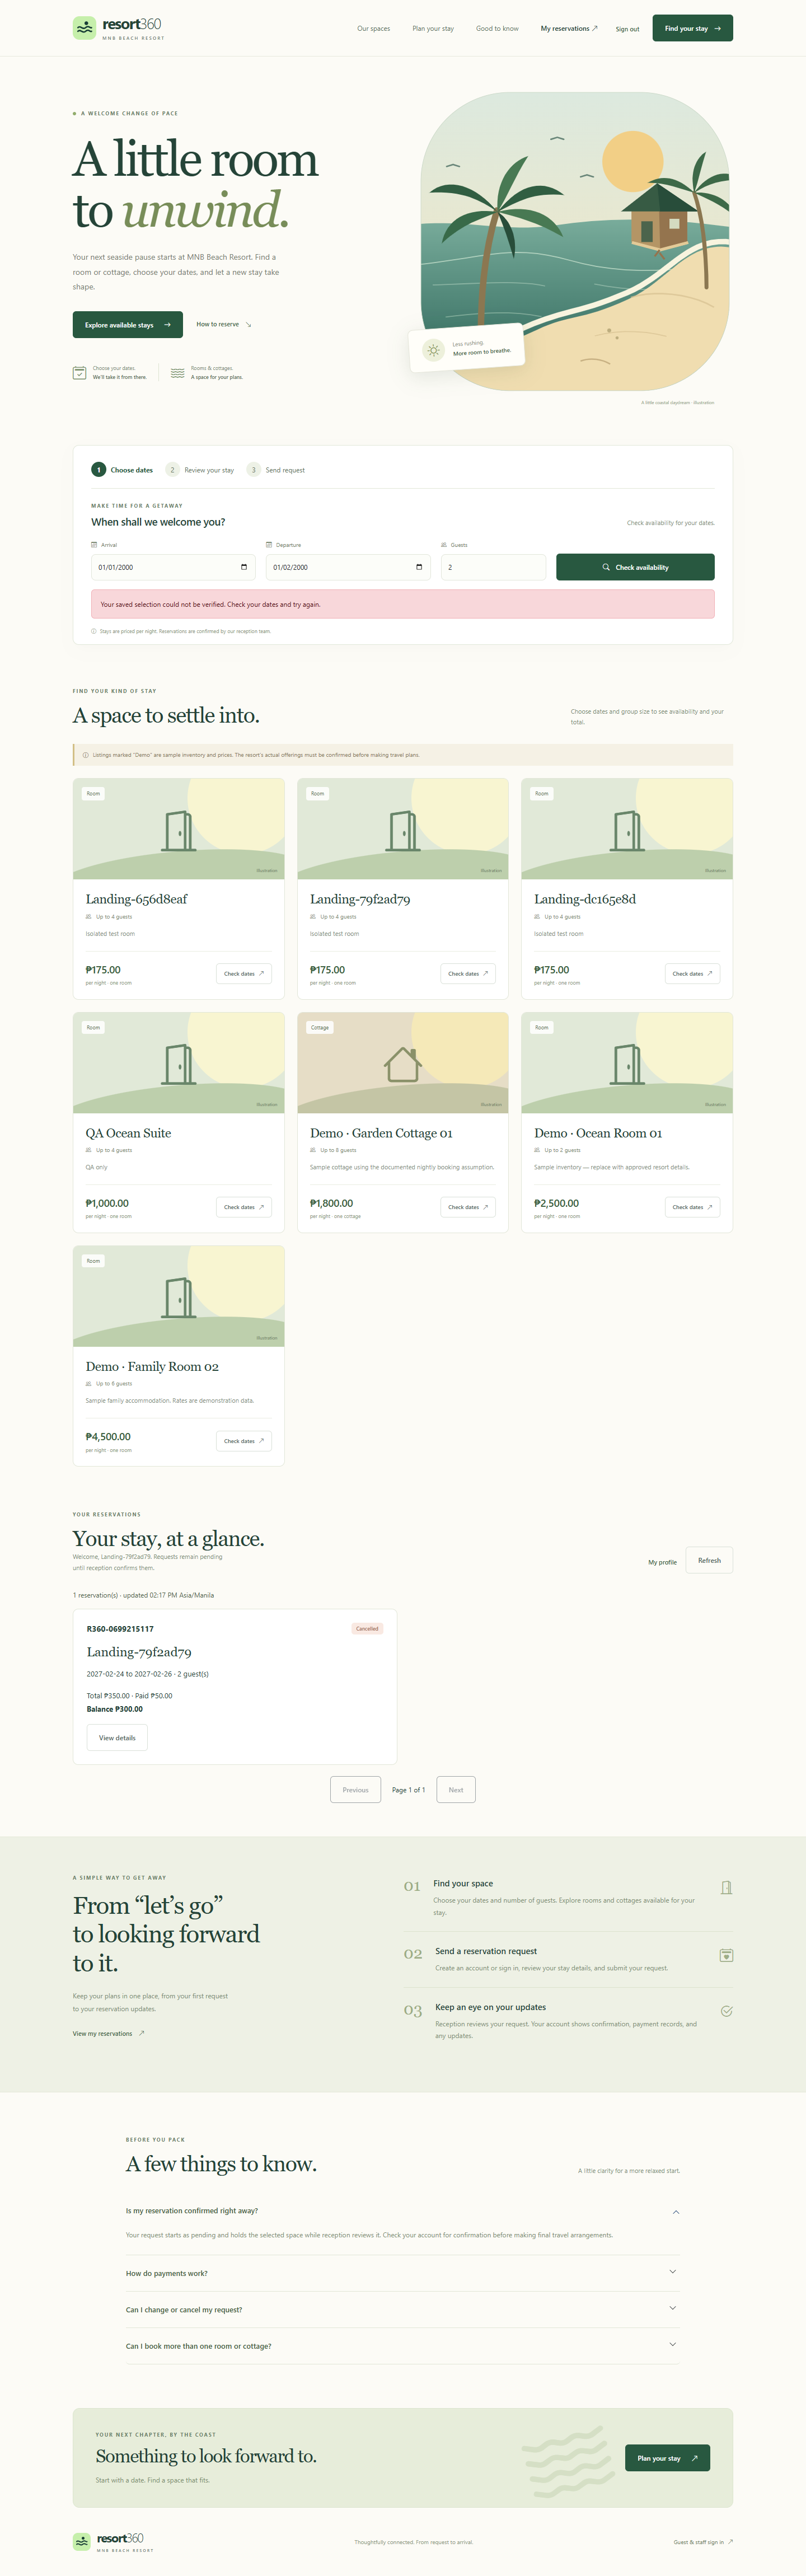 resort360
MNB BEACH RESORT
Our spaces
Plan your stay
Good to know
My reservations
Sign out
Find your stay
A WELCOME CHANGE OF PACE
A little room
to unwind.
Your next seaside pause starts at MNB Beach Resort. Find a
room or cottage, choose your dates, and let a new stay take
shape.
Explore available stays
How to reserve
Choose your dates.
We'll take it from there.
Rooms & cottages.
A space for your plans.
Less rushing.
More room to breathe.
A little coastal daydream · Illustration
1 Choose dates
2 Review your stay
3 Send request
MAKE TIME FOR A GETAWAY
When shall we welcome you?
Check availability for your dates.
Arrival
Departure
Guests
01/01/2000
01/02/2000
2
Check availability
Your saved selection could not be verified. Check your dates and try again.
Stays are priced per night. Reservations are confirmed by our reception team.
FIND YOUR KIND OF STAY
A space to settle into.
Choose dates and group size to see availability and your
total.
Listings marked "Demo" are sample inventory and prices. The resort's actual offerings must be confirmed before making travel plans.
Room
Illustration
Landing-656d8eaf
Up to 4 guests
Isolated test room
₱175.00
per night · one room
Check dates
Room
Illustration
Landing-79f2ad79
Up to 4 guests
Isolated test room
₱175.00
per night · one room
Check dates
Room
Illustration
Landing-dc165e8d
Up to 4 guests
Isolated test room
₱175.00
per night · one room
Check dates
Room
Illustration
QA Ocean Suite
Up to 4 guests
QA only
₱1,000.00
per night · one room
Check dates
Cottage
Illustration
Demo · Garden Cottage 01
Up to 8 guests
Sample cottage using the documented nightly booking assumption.
₱1,800.00
per night · one cottage
Check dates
Room
Illustration
Demo · Ocean Room 01
Up to 2 guests
Sample inventory — replace with approved resort details.
₱2,500.00
per night · one room
Check dates
Room
Illustration
Demo · Family Room 02
Up to 6 guests
Sample family accommodation. Rates are demonstration data.
₱4,500.00
per night · one room
Check dates
YOUR RESERVATIONS
Your stay, at a glance.
Welcome, Landing-79f2ad79. Requests remain pending
until reception confirms them.
My profile
Refresh
1 reservation(s) · updated 02:17 PM Asia/Manila
R360-0699215117
Cancelled
Landing-79f2ad79
2027-02-24 to 2027-02-26 · 2 guest(s)
Total ₱350.00 · Paid ₱50.00
Balance ₱300.00
View details
Previous
Page 1 of 1
Next
A SIMPLE WAY TO GET AWAY
From “let’s go”
to looking forward
to it.
Keep your plans in one place, from your first request
to your reservation updates.
View my reservations
01
Find your space
Choose your dates and number of guests. Explore rooms and cottages available for your
stay.
02
Send a reservation request
Create an account or sign in, review your stay details, and submit your request.
03
Keep an eye on your updates
Reception reviews your request. Your account shows confirmation, payment records, and
any updates.
BEFORE YOU PACK
A few things to know.
A little clarity for a more relaxed start.
Is my reservation confirmed right away?
Your request starts as pending and holds the selected space while reception reviews it. Check your account for confirmation before making final travel arrangements.
How do payments work?
Can I change or cancel my request?
Can I book more than one room or cottage?
YOUR NEXT CHAPTER, BY THE COAST
Something to look forward to.
Start with a date. Find a space that fits.
Plan your stay
resort360
MNB BEACH RESORT
Thoughtfully connected. From request to arrival.
Guest & staff sign in